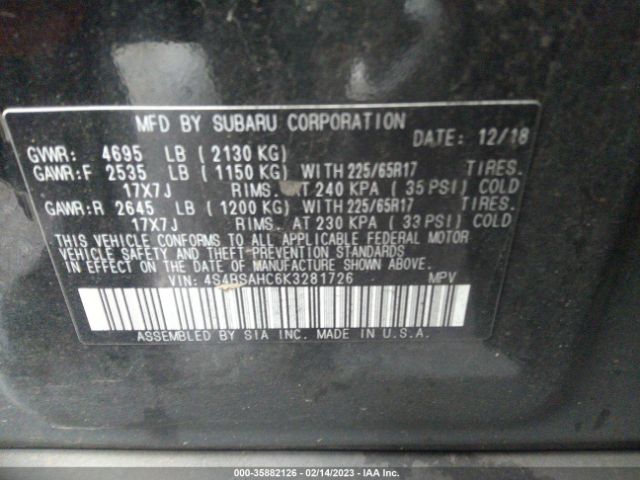 MFD BY SUBARU CORPORATION
DATE: 12/18
GVWR: 4695 LB ( 2130 KG)
GAWR:F 2535 LB ( 1150 KG) WITH 225/65R17 TIRES.
17X7J RIMS. AT 240 KPA ( 35 PSI) COLD
GAWR:R 2645 LB ( 1200 KG) WITH 225/65R17 TIRES.
17X7J RIMS. AT 230 KPA ( 33 PSI) COLD
THIS VEHICLE CONFORMS TO ALL APPLICABLE FEDERAL MOTOR
VEHICLE SAFETY AND THEFT-PREVENTION STANDARDS
IN EFFECT ON THE DATE OF MANUFACTURE SHOWN ABOVE.
VIN: 4S4BSAHC6K3281726 MPV
ASSEMBLED BY SIA INC. MADE IN U.S.A.
000-35882126 - 02/14/2023 - IAA Inc.